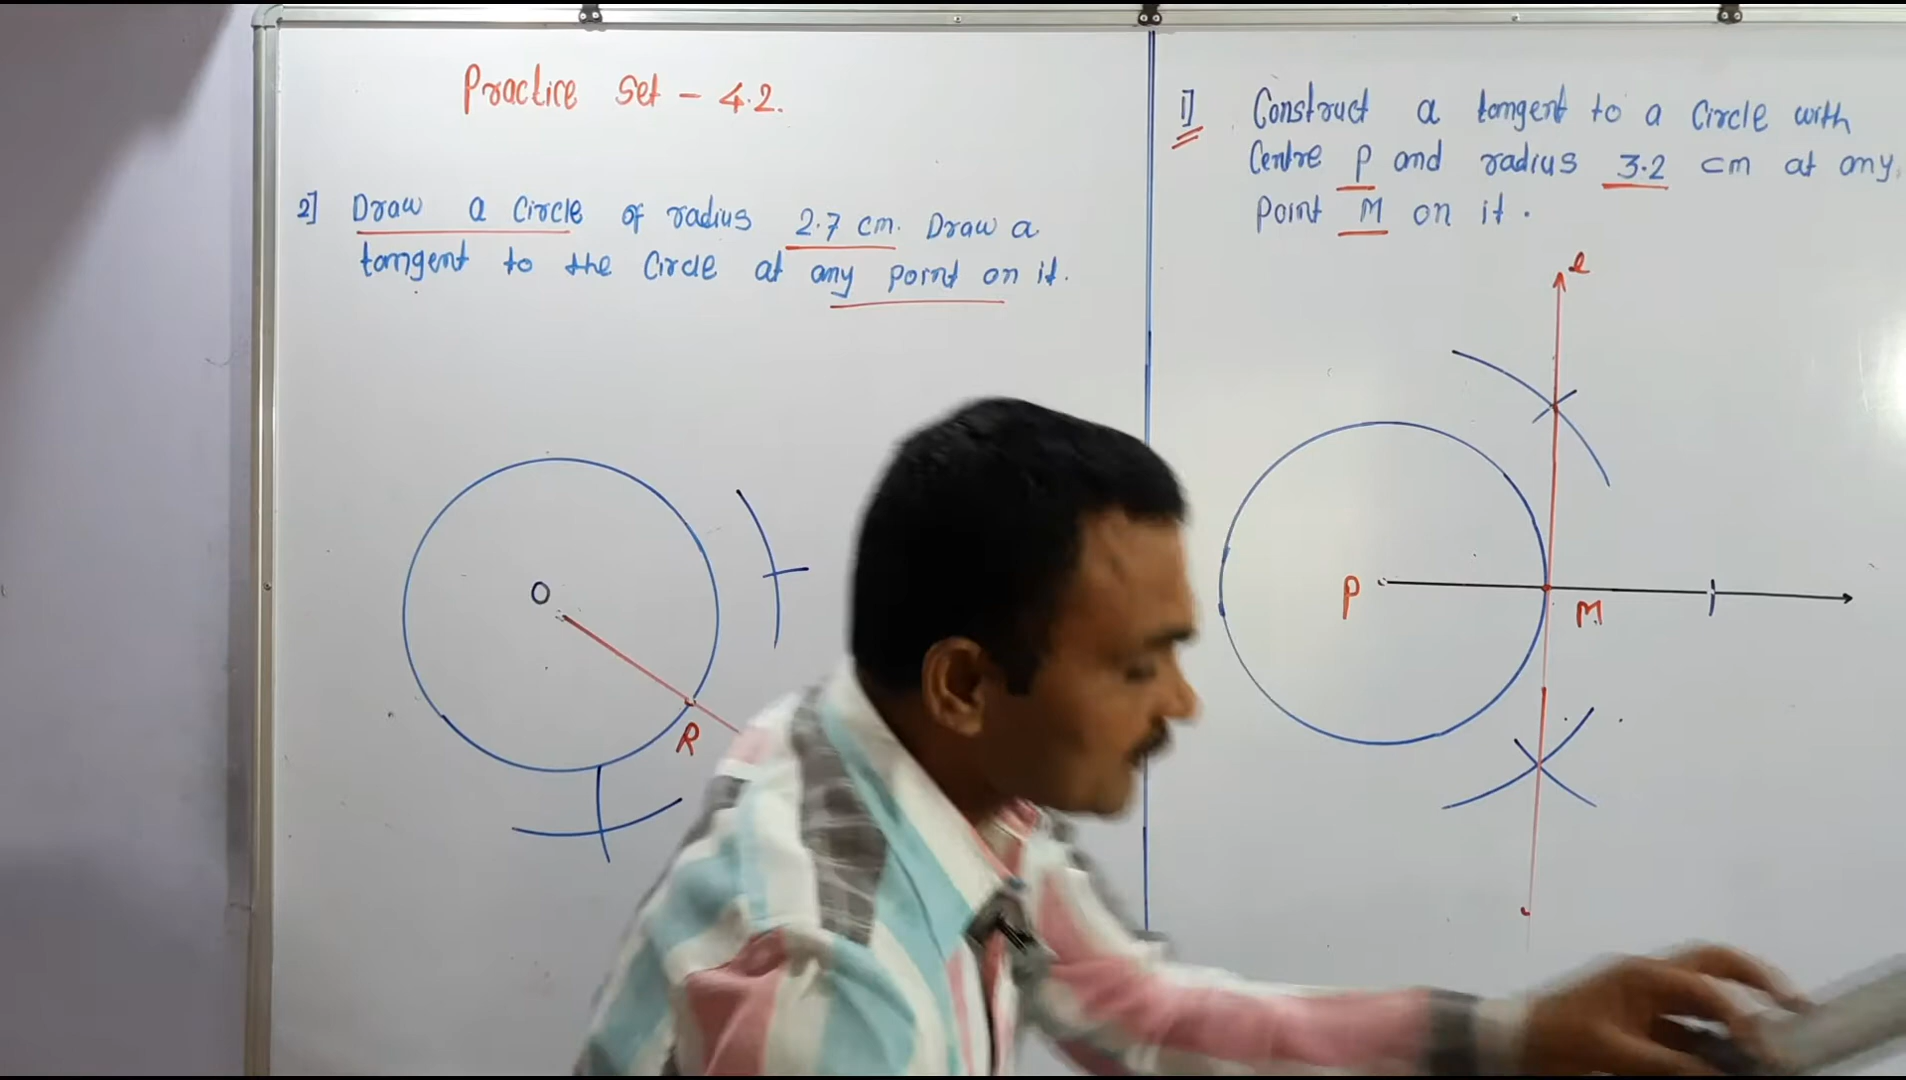 Practice Set - 4.2.
2] Draw a Circle of radius 2.7 cm. Draw a
tangent to the Circle at any point on it.
O
R
1] Construct a tangent to a Circle with
Centre P and radius 3.2 cm at any
Point M on it.
l
P
M